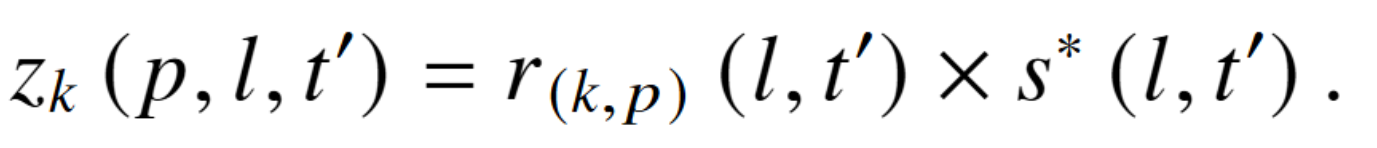 z_k (p, l, t′) = r_(k,p) (l, t′) × s* (l, t′) .